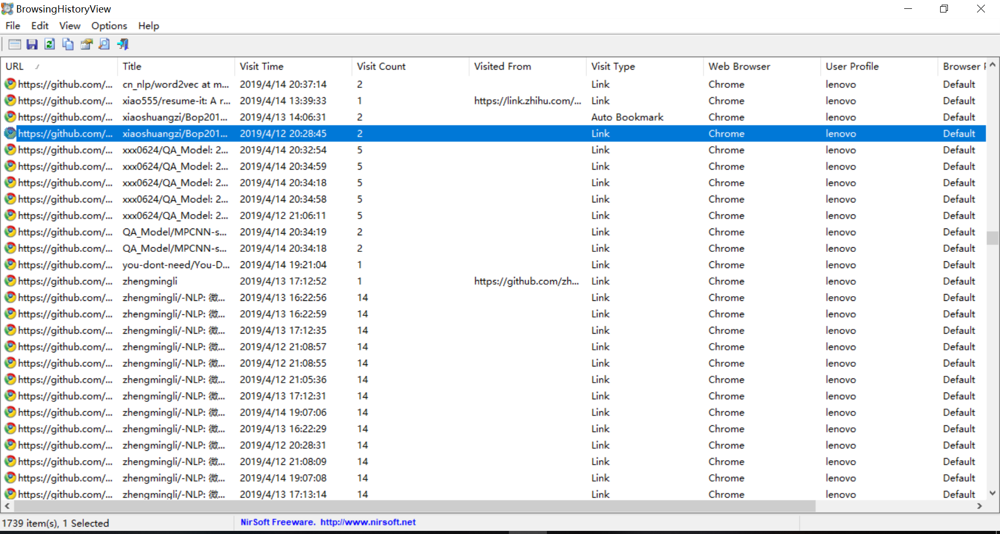 BrowsingHistoryView
File Edit View Options Help
URL Title Visit Time Visit Count Visited From Visit Type Web Browser User Profile Browser
https://github.com/... cn_nlp/word2vec at m... 2019/4/14 20:37:14 2 Link Chrome lenovo Default
https://github.com/... xiao555/resume-it: A r... 2019/4/14 13:39:33 1 https://link.zhihu.com/... Link Chrome lenovo Default
https://github.com/... xiaoshuangzi/Bop201... 2019/4/13 14:06:31 2 Auto Bookmark Chrome lenovo Default
https://github.com/... xiaoshuangzi/Bop201... 2019/4/12 20:28:45 2 Link Chrome lenovo Default
https://github.com/... xxx0624/QA_Model: 2... 2019/4/14 20:32:54 5 Link Chrome lenovo Default
https://github.com/... xxx0624/QA_Model: 2... 2019/4/14 20:34:59 5 Link Chrome lenovo Default
https://github.com/... xxx0624/QA_Model: 2... 2019/4/14 20:34:18 5 Link Chrome lenovo Default
https://github.com/... xxx0624/QA_Model: 2... 2019/4/14 20:34:58 5 Link Chrome lenovo Default
https://github.com/... xxx0624/QA_Model: 2... 2019/4/12 21:06:11 5 Link Chrome lenovo Default
https://github.com/... QA_Model/MPCNN-s... 2019/4/14 20:34:19 2 Link Chrome lenovo Default
https://github.com/... QA_Model/MPCNN-s... 2019/4/14 20:34:18 2 Link Chrome lenovo Default
https://github.com/... you-dont-need/You-D... 2019/4/14 19:21:04 1 Link Chrome lenovo Default
https://github.com/... zhengmingli 2019/4/13 17:12:52 1 https://github.com/zh... Link Chrome lenovo Default
https://github.com/... zhengmingli/-NLP: 微... 2019/4/13 16:22:56 14 Link Chrome lenovo Default
https://github.com/... zhengmingli/-NLP: 微... 2019/4/13 16:22:59 14 Link Chrome lenovo Default
https://github.com/... zhengmingli/-NLP: 微... 2019/4/13 17:12:35 14 Link Chrome lenovo Default
https://github.com/... zhengmingli/-NLP: 微... 2019/4/12 21:08:57 14 Link Chrome lenovo Default
https://github.com/... zhengmingli/-NLP: 微... 2019/4/12 21:08:55 14 Link Chrome lenovo Default
https://github.com/... zhengmingli/-NLP: 微... 2019/4/12 21:05:36 14 Link Chrome lenovo Default
https://github.com/... zhengmingli/-NLP: 微... 2019/4/13 17:12:31 14 Link Chrome lenovo Default
https://github.com/... zhengmingli/-NLP: 微... 2019/4/14 19:07:06 14 Link Chrome lenovo Default
https://github.com/... zhengmingli/-NLP: 微... 2019/4/13 16:22:29 14 Link Chrome lenovo Default
https://github.com/... zhengmingli/-NLP: 微... 2019/4/12 20:28:31 14 Link Chrome lenovo Default
https://github.com/... zhengmingli/-NLP: 微... 2019/4/12 21:08:09 14 Link Chrome lenovo Default
https://github.com/... zhengmingli/-NLP: 微... 2019/4/14 19:07:08 14 Link Chrome lenovo Default
https://github.com/... zhengmingli/-NLP: 微... 2019/4/13 17:13:14 14 Link Chrome lenovo Default
1739 item(s), 1 Selected NirSoft Freeware. http://www.nirsoft.net